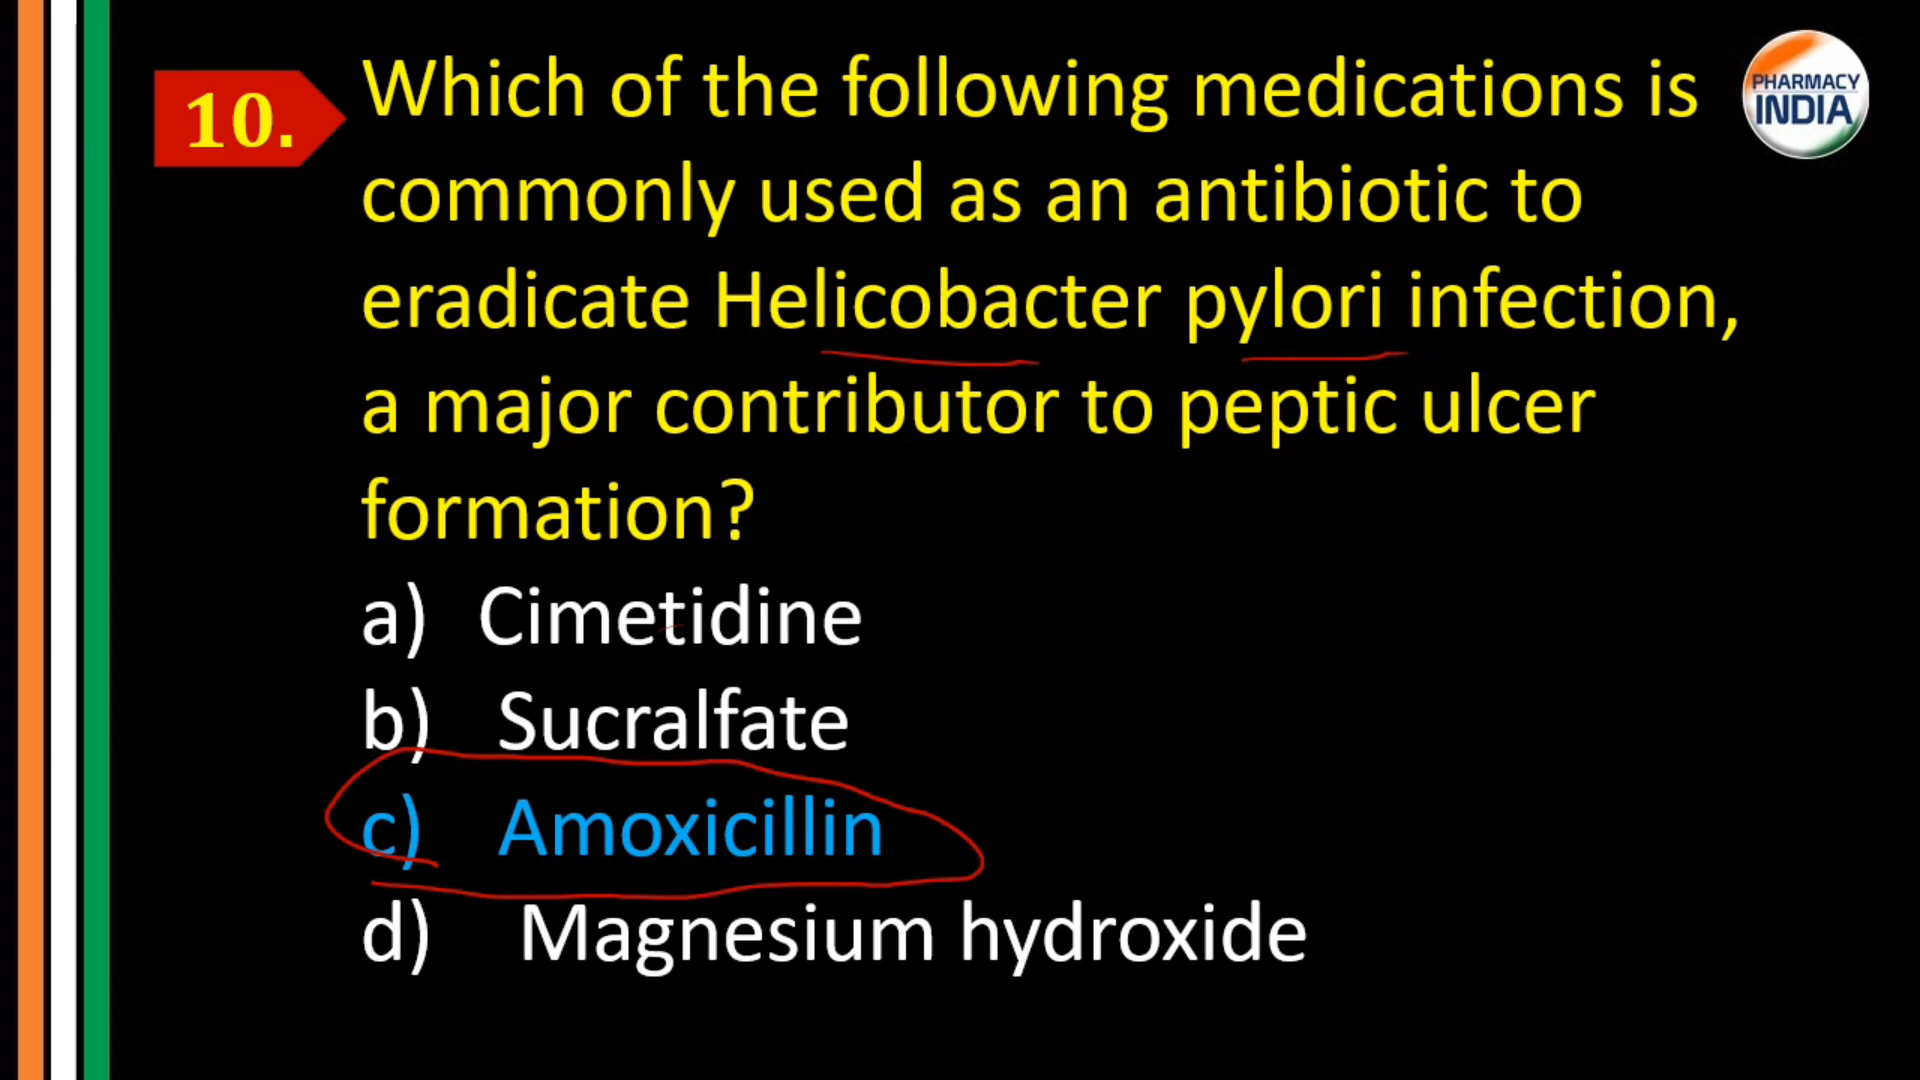 10.
Which of the following medications is
commonly used as an antibiotic to
eradicate Helicobacter pylori infection,
a major contributor to peptic ulcer
formation?
a) Cimetidine
b) Sucralfate
c) Amoxicillin
d) Magnesium hydroxide
PHARMACY
INDIA